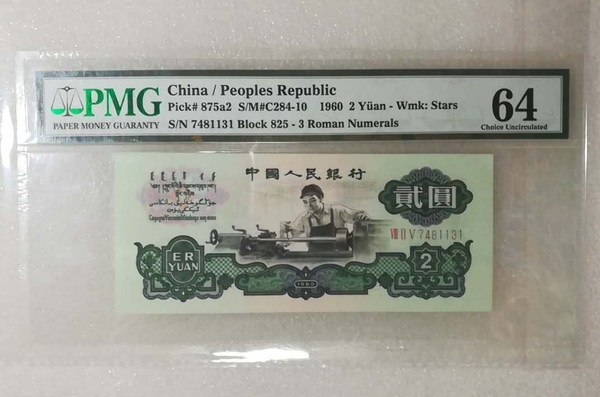 PMG
PAPER MONEY GUARANTY
China / Peoples Republic
Pick# 875a2 S/M#C284-10 1960 2 Yüan - Wmk: Stars
S/N 7481131 Block 825 - 3 Roman Numerals
64
Choice Uncirculated
中國人民銀行
貳圓
VIII II V 7481131
ER
YUAN
1960
2